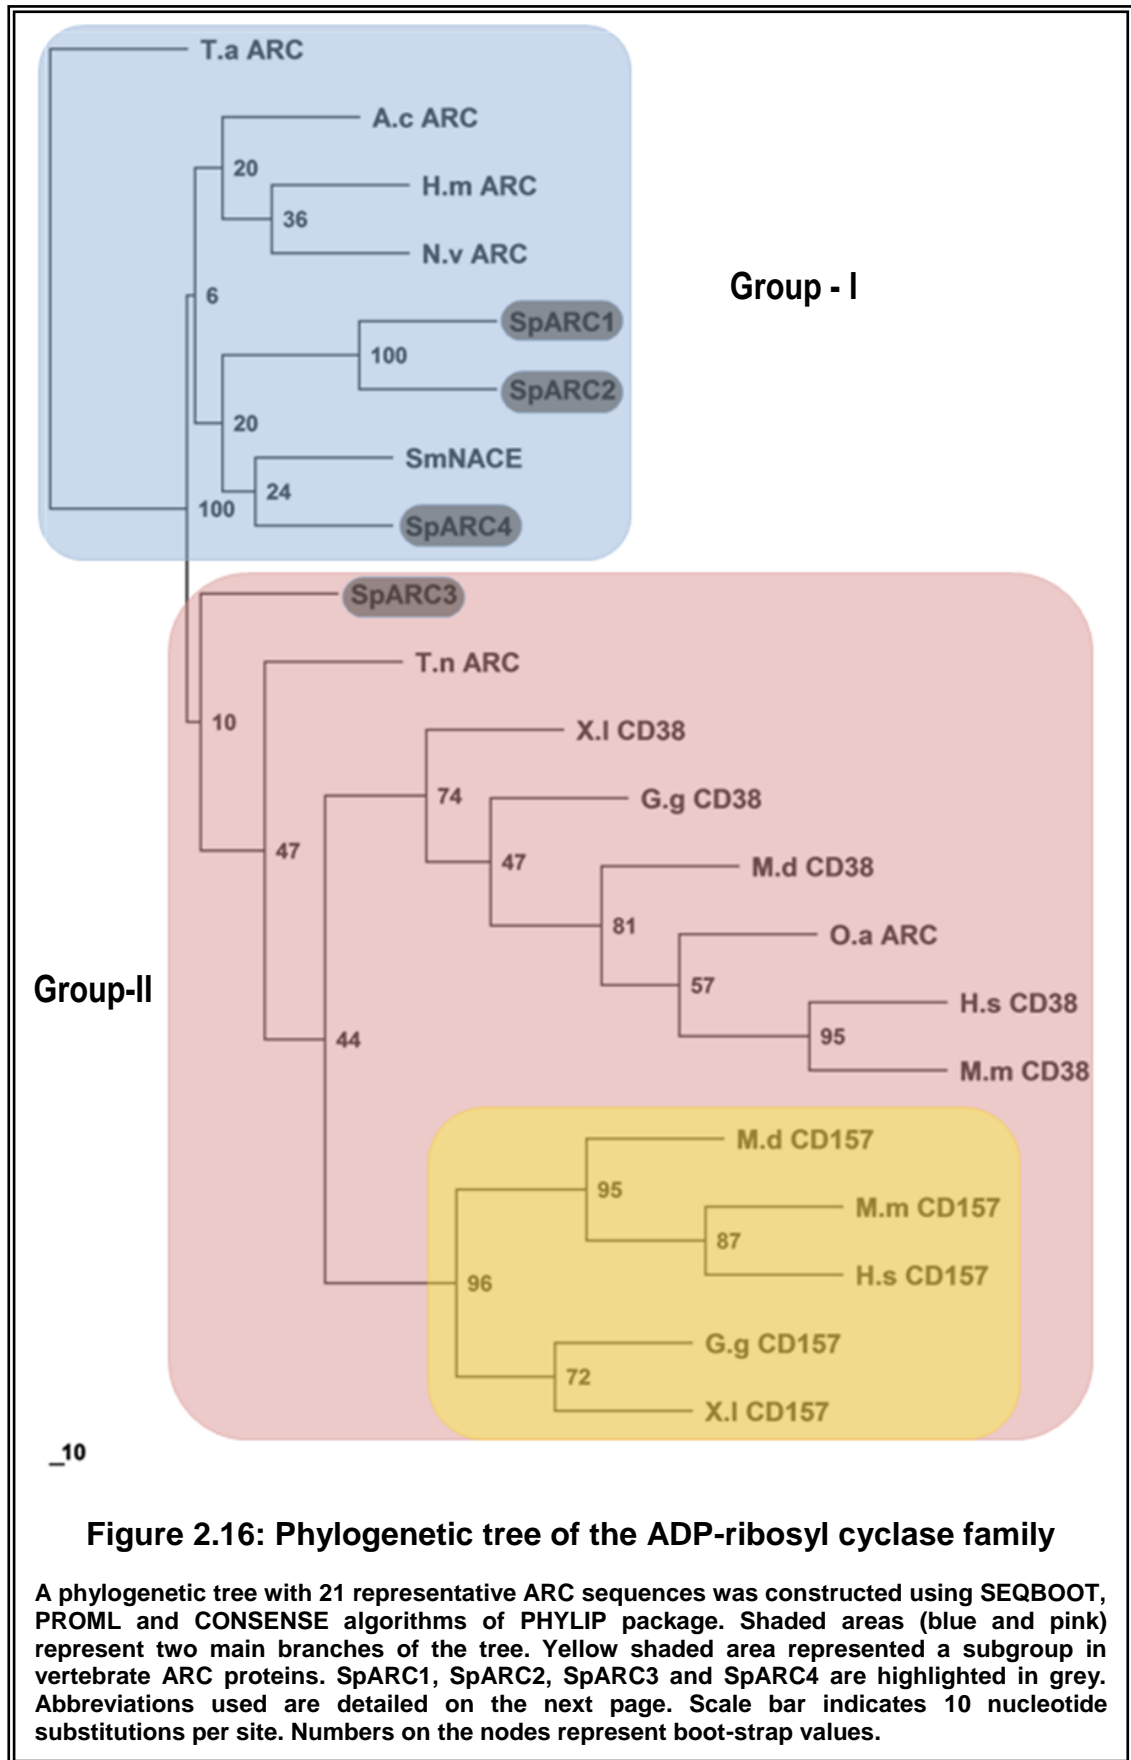 T.a ARC
A.c ARC
20
H.m ARC
36
N.v ARC
Group - I
6
SpARC1
100
SpARC2
20
SmNACE
24
100
SpARC4
SpARC3
T.n ARC
10
X.l CD38
74
G.g CD38
47
47
M.d CD38
81
O.a ARC
57
Group-II
H.s CD38
44
95
M.m CD38
M.d CD157
95
M.m CD157
87
H.s CD157
96
G.g CD157
72
X.l CD157
_10
Figure 2.16: Phylogenetic tree of the ADP-ribosyl cyclase family
A phylogenetic tree with 21 representative ARC sequences was constructed using SEQBOOT,
PROML and CONSENSE algorithms of PHYLIP package. Shaded areas (blue and pink)
represent two main branches of the tree. Yellow shaded area represented a subgroup in
vertebrate ARC proteins. SpARC1, SpARC2, SpARC3 and SpARC4 are highlighted in grey.
Abbreviations used are detailed on the next page. Scale bar indicates 10 nucleotide
substitutions per site. Numbers on the nodes represent boot-strap values.